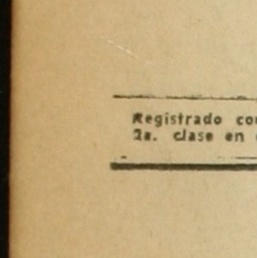 Registrado co
2a. clase en